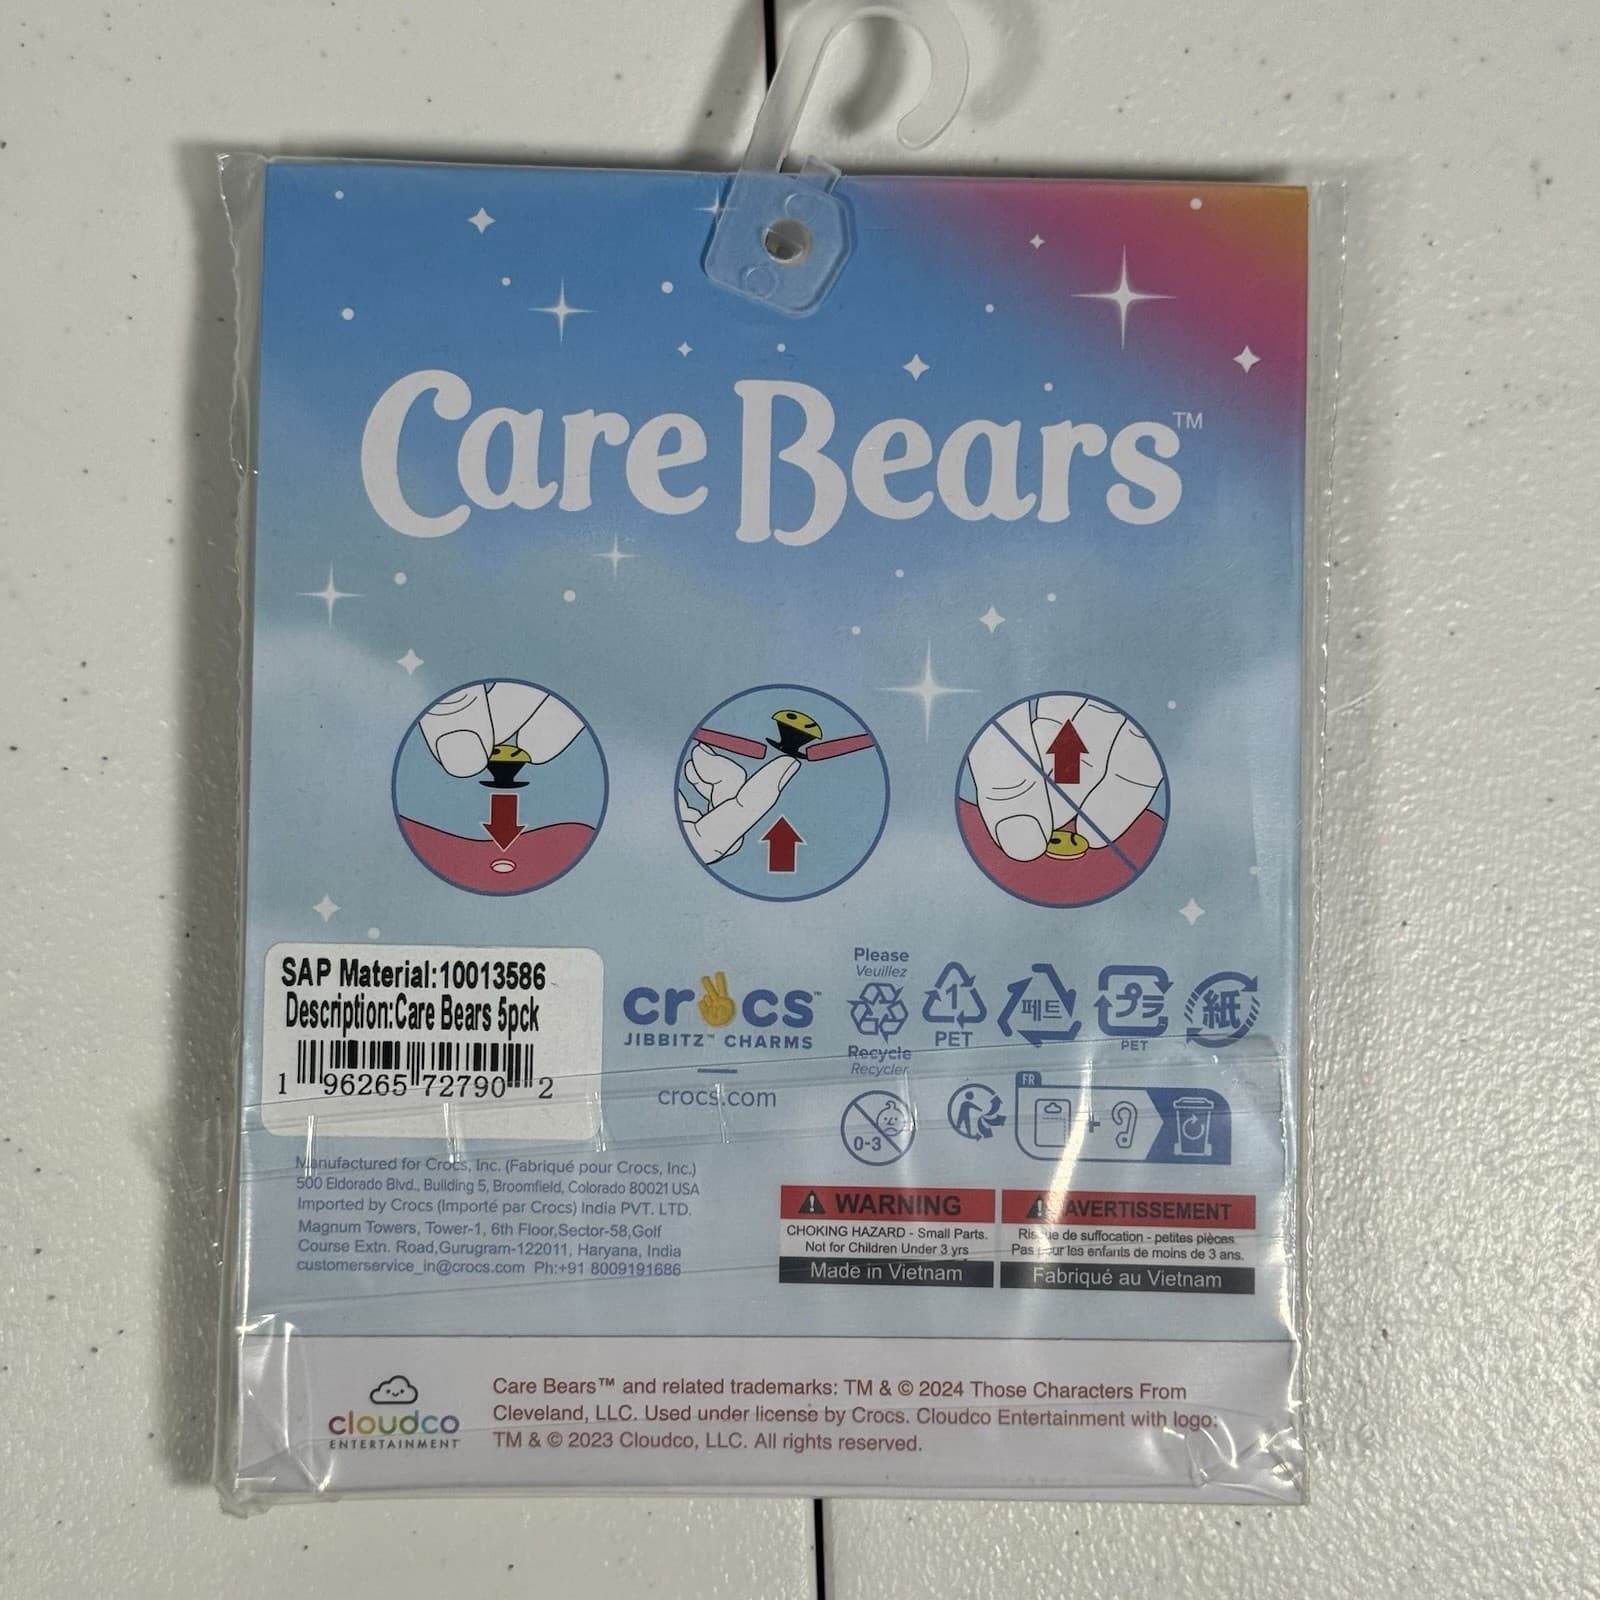 Care Bears™
SAP Material:10013586
Description:Care Bears 5pck
1 96265 72790 2
crocs™
JIBBITZ™ CHARMS
crocs.com
Please
Veuillez
Recycle
Recycler
1
PET
페트
プラ
PET
紙
0-3
FR
Manufactured for Crocs, Inc. (Fabriqué pour Crocs, Inc.)
500 Eldorado Blvd., Building 5, Broomfield, Colorado 80021 USA
Imported by Crocs (Importé par Crocs) India PVT. LTD.
Magnum Towers, Tower-1, 6th Floor,Sector-58,Golf
Course Extn. Road,Gurugram-122011, Haryana, India
customerservice_in@crocs.com Ph:+91 8009191686
WARNING
CHOKING HAZARD - Small Parts.
Not for Children Under 3 yrs
Made in Vietnam
AVERTISSEMENT
Risque de suffocation - petites pièces
Pas pour les enfants de moins de 3 ans.
Fabriqué au Vietnam
cloudco
ENTERTAINMENT
Care Bears™ and related trademarks: TM & © 2024 Those Characters From
Cleveland, LLC. Used under license by Crocs. Cloudco Entertainment with logo:
TM & © 2023 Cloudco, LLC. All rights reserved.